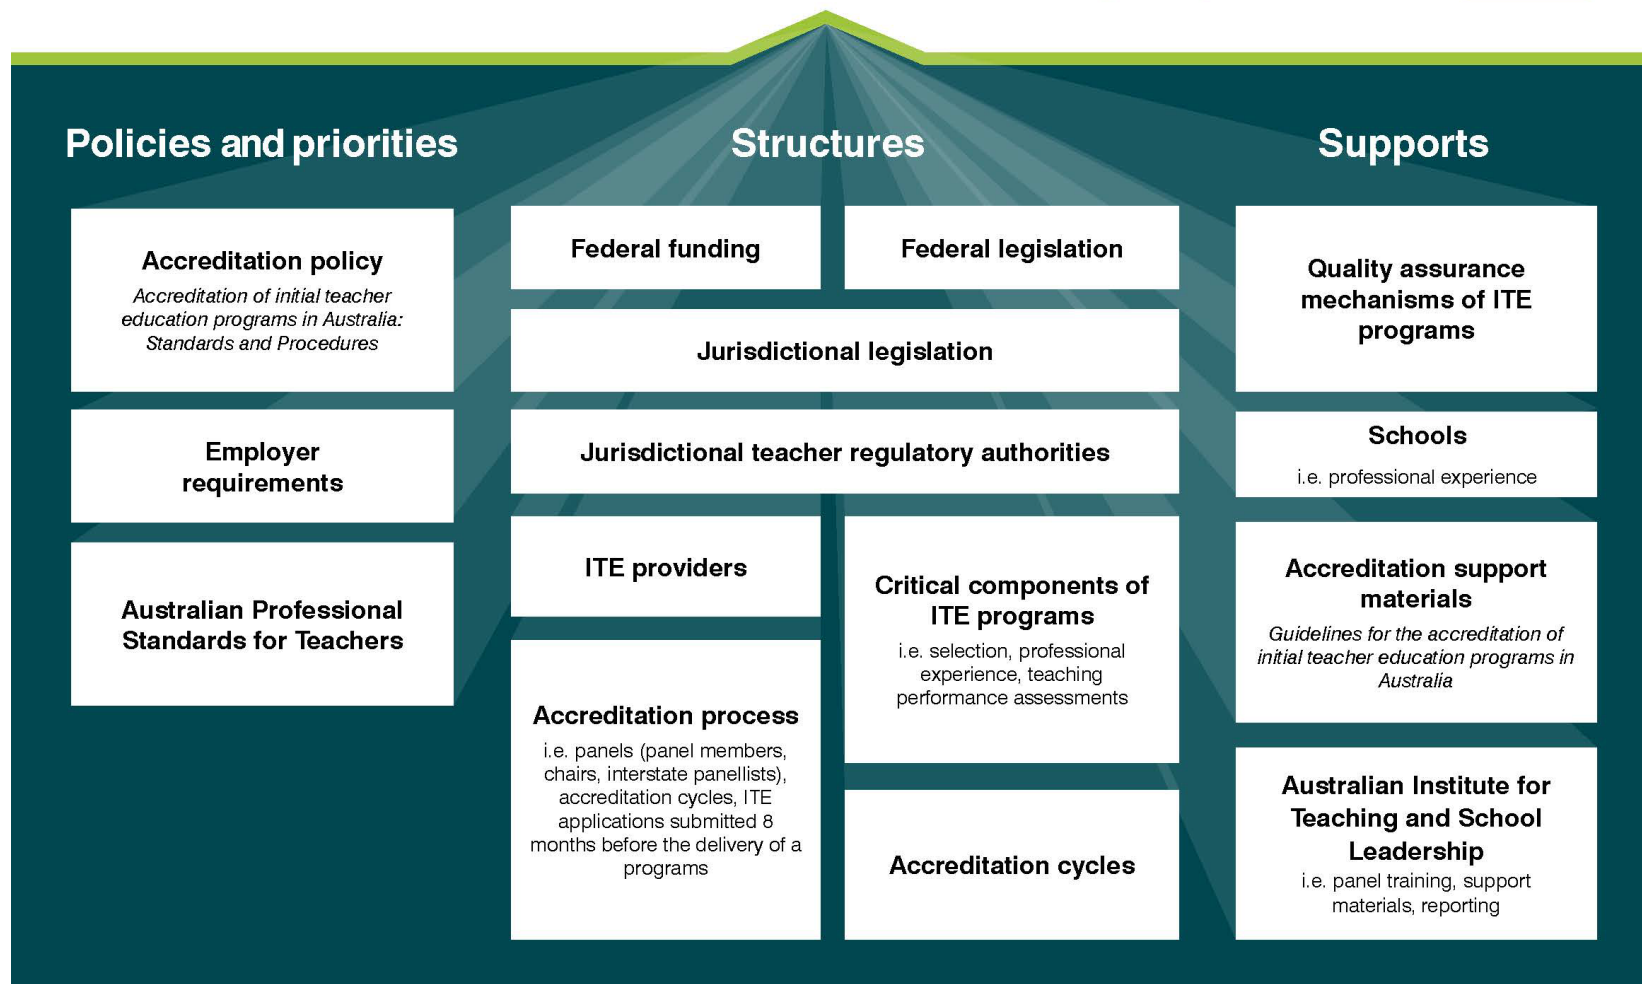 Policies and priorities
Accreditation policy
Accreditation of initial teacher
education programs in Australia:
Standards and Procedures
Employer
requirements
Australian Professional
Standards for Teachers
Structures
Federal funding
Federal legislation
Jurisdictional legislation
Jurisdictional teacher regulatory authorities
ITE providers
Accreditation process
i.e. panels (panel members,
chairs, interstate panellists),
accreditation cycles, ITE
applications submitted 8
months before the delivery of a
programs
Critical components of
ITE programs
i.e. selection, professional
experience, teaching
performance assessments
Accreditation cycles
Supports
Quality assurance
mechanisms of ITE
programs
Schools
i.e. professional experience
Accreditation support
materials
Guidelines for the accreditation of
initial teacher education programs in
Australia
Australian Institute for
Teaching and School
Leadership
i.e. panel training, support
materials, reporting